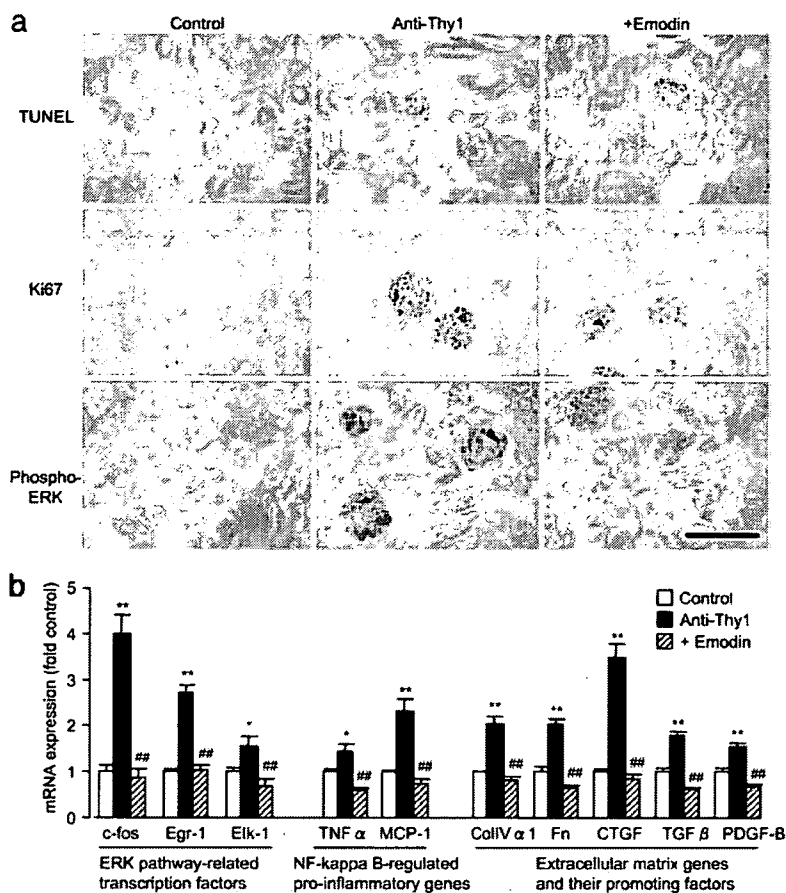 a
Control
Anti-Thy1
+Emodin
TUNEL
Ki67
Phospho-
ERK
b
mRNA expression (fold control)
5
4
3
2
1
0
Control
Anti-Thy1
+ Emodin
**
##
**
##
*
##
*
##
**
##
**
##
**
##
**
##
**
##
**
##
c-fos Egr-1 Elk-1 TNF α MCP-1 CollV α 1 Fn CTGF TGF β PDGF-B
ERK pathway-related
transcription factors
NF-kappa B-regulated
pro-inflammatory genes
Extracellular matrix genes
and their promoting factors